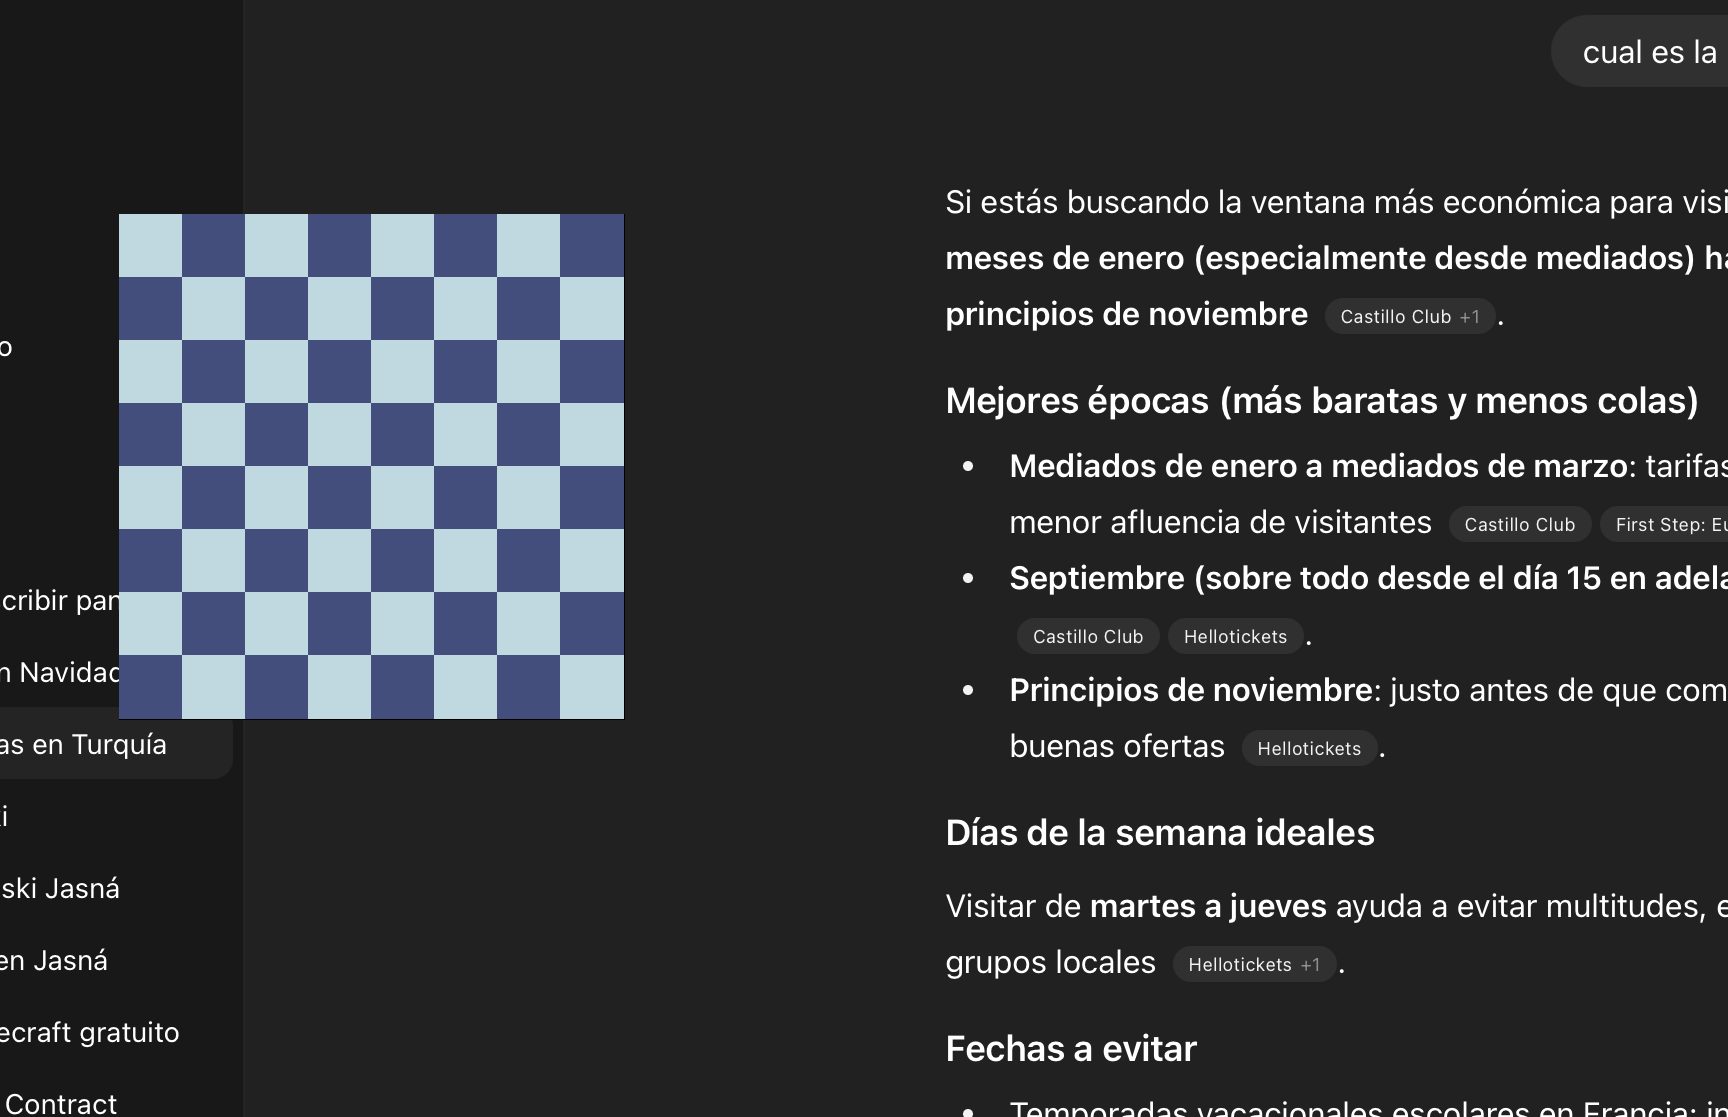 cual es la
Si estás buscando la ventana más económica para visi
meses de enero (especialmente desde mediados) ha
principios de noviembre Castillo Club +1 .
Mejores épocas (más baratas y menos colas)
• Mediados de enero a mediados de marzo: tarifas
menor afluencia de visitantes Castillo Club First Step: Eu
• Septiembre (sobre todo desde el día 15 en adela
Castillo Club Hellotickets .
• Principios de noviembre: justo antes de que com
buenas ofertas Hellotickets .
Días de la semana ideales
Visitar de martes a jueves ayuda a evitar multitudes, e
grupos locales Hellotickets +1 .
Fechas a evitar
• Temporadas vacacionales escolares en Francia: in
o
cribir pan
n Navidad
as en Turquía
ki
ski Jasná
en Jasná
ecraft gratuito
Contract